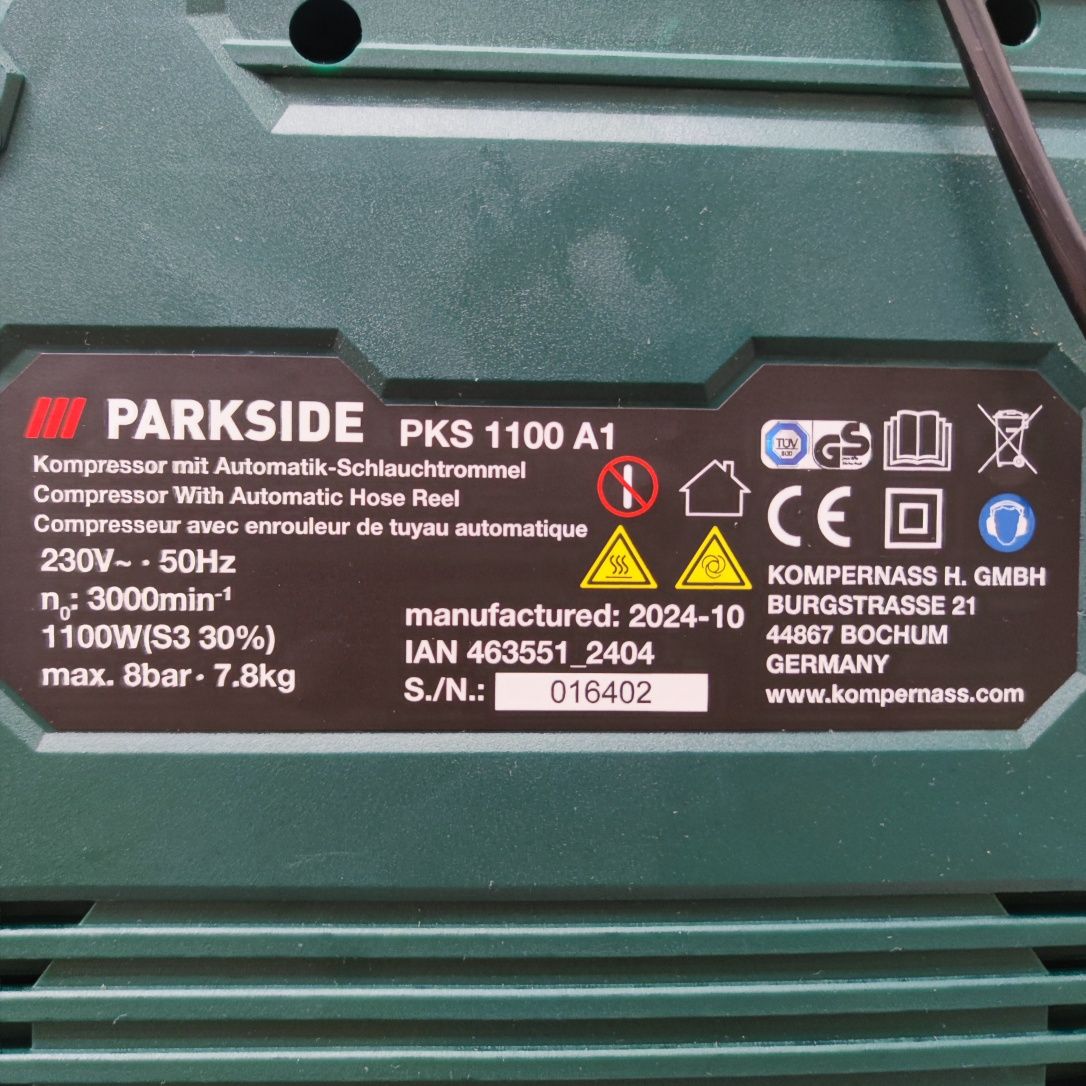 PARKSIDE PKS 1100 A1
Kompressor mit Automatik-Schlauchtrommel
Compressor With Automatic Hose Reel
Compresseur avec enrouleur de tuyau automatique
230V~ · 50Hz
n₀: 3000min⁻¹
1100W(S3 30%)
max. 8bar · 7.8kg
manufactured: 2024-10
IAN 463551_2404
S./N.: 016402
TÜV
GS
CE
KOMPERNASS H. GMBH
BURGSTRASSE 21
44867 BOCHUM
GERMANY
www.kompernass.com